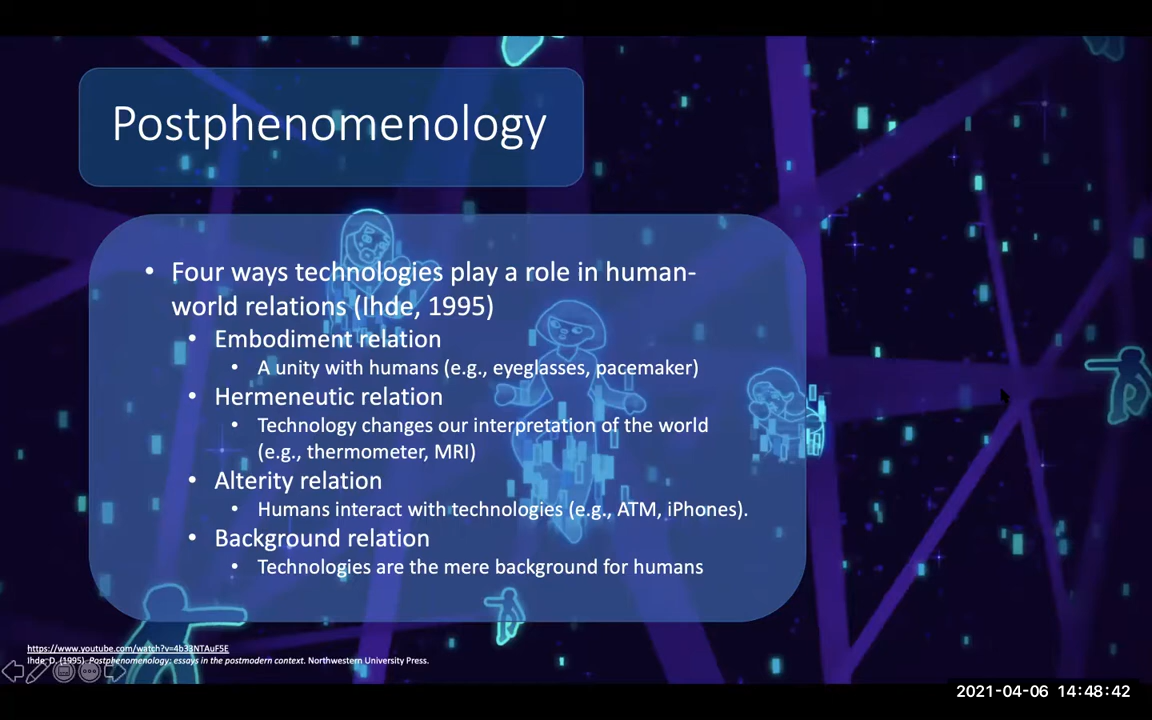 Postphenomenology
• Four ways technologies play a role in human-
world relations (Ihde, 1995)
• Embodiment relation
• A unity with humans (e.g., eyeglasses, pacemaker)
• Hermeneutic relation
• Technology changes our interpretation of the world
(e.g., thermometer, MRI)
• Alterity relation
• Humans interact with technologies (e.g., ATM, iPhones).
• Background relation
• Technologies are the mere background for humans
https://www.youtube.com/watch?v=4b33NTAuF5E
Ihde, D. (1995). Postphenomenology: essays in the postmodern context. Northwestern University Press.
2021-04-06 14:48:42